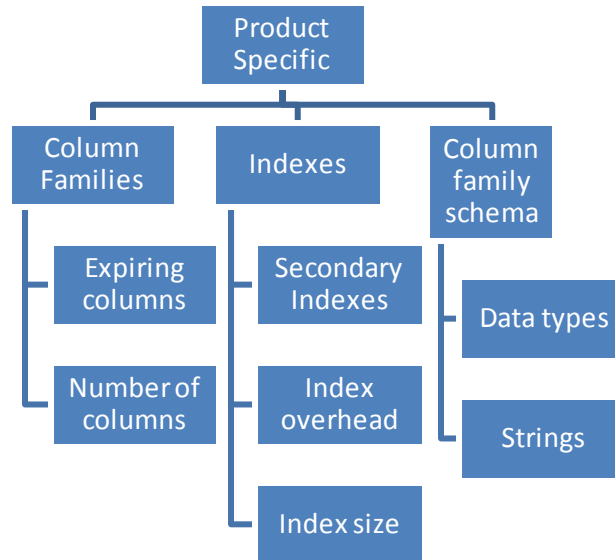 Product
Specific
Column
Families
Indexes
Column
family
schema
Expiring
columns
Secondary
Indexes
Data types
Number of
columns
Index
overhead
Strings
Index size